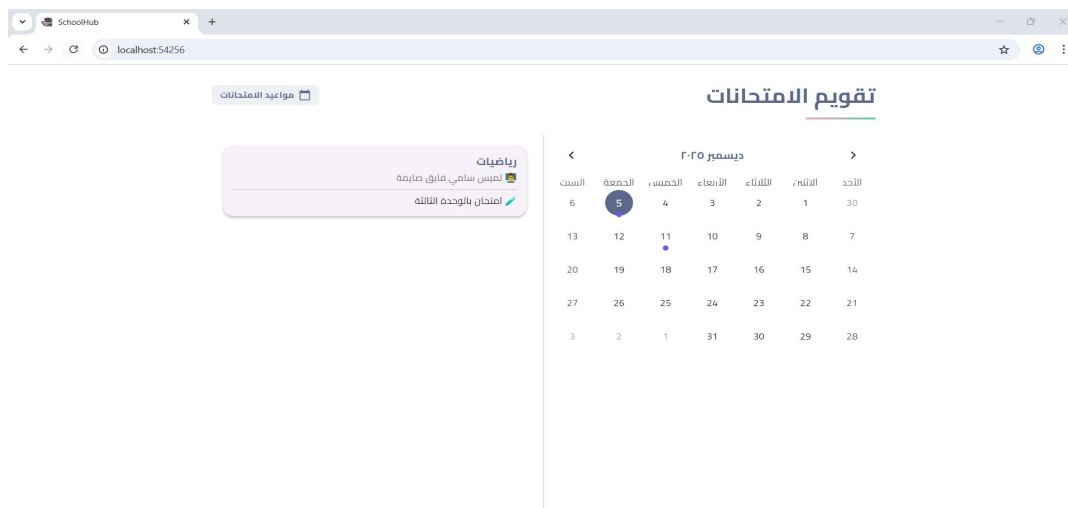 SchoolHub
localhost:54256
تقويم الامتحانات
مواعيد الامتحانات
ديسمبر ٢٠٢٥
الأحد الاثنين الثلاثاء الأربعاء الخميس الجمعة السبت
30 1 2 3 4 5 6
7 8 9 10 11 12 13
14 15 16 17 18 19 20
21 22 23 24 25 26 27
28 29 30 31 1 2 3
رياضيات
لميس سامي فايق صايمة
امتحان بالوحدة الثالثة